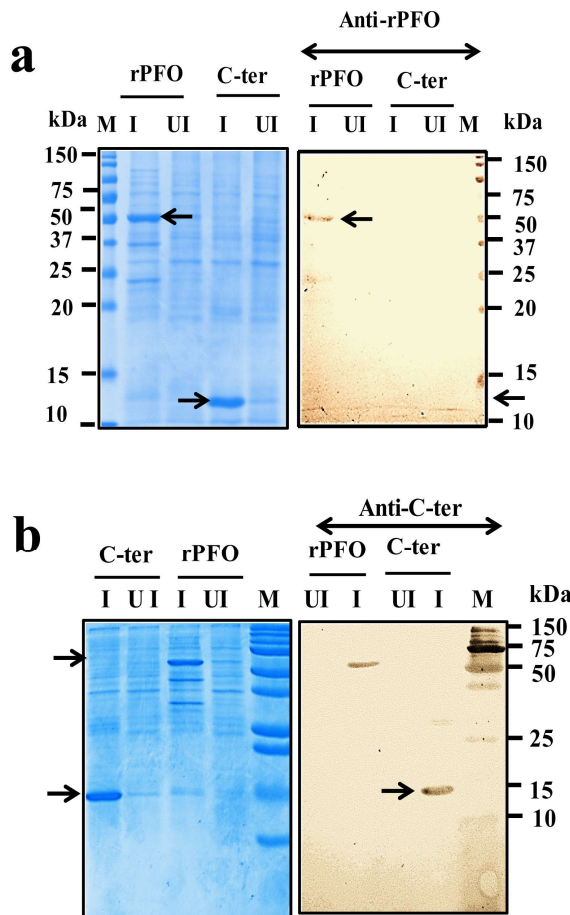 a
Anti-rPFO
rPFO C-ter rPFO C-ter
kDa M I UI I UI I UI I UI M kDa
150 150
75 75
50 50
37 37
25 25
20 20
15 15
10 10
b
Anti-C-ter
C-ter rPFO rPFO C-ter
I U I I UI M UI I UI I M kDa
150
75
50
25
15
10